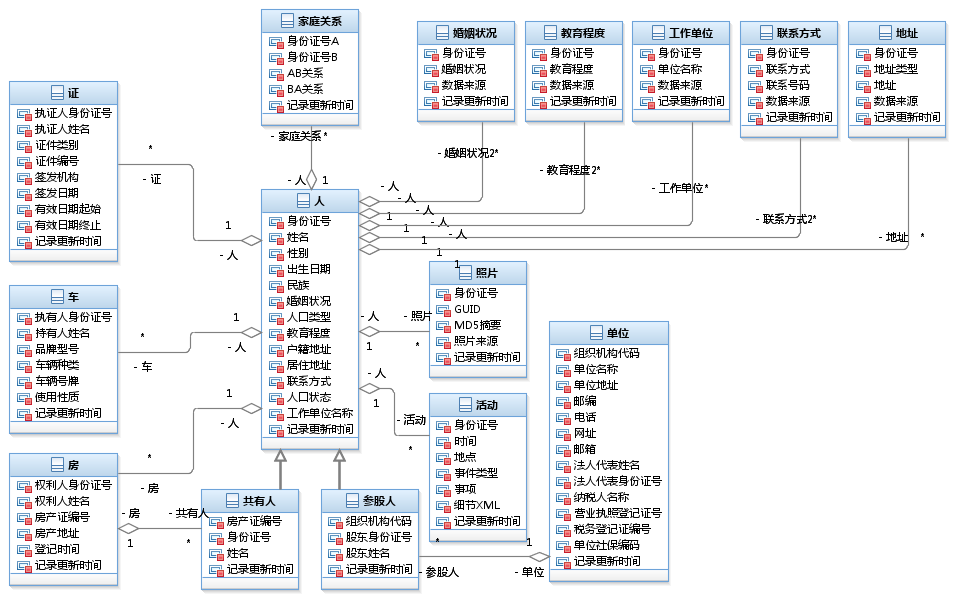 家庭关系
身份证号A
身份证号B
AB关系
BA关系
记录更新时间
婚姻状况
身份证号
婚姻状况
数据来源
记录更新时间
教育程度
身份证号
教育程度
数据来源
记录更新时间
工作单位
身份证号
单位名称
数据来源
记录更新时间
联系方式
身份证号
联系方式
联系号码
数据来源
记录更新时间
地址
身份证号
地址类型
地址
数据来源
记录更新时间
证
执证人身份证号
执证人姓名
证件类别
证件编号
签发机构
签发日期
有效日期起始
有效日期终止
记录更新时间
- 家庭关系*
- 人
1
- 婚姻状况2*
- 教育程度2*
- 工作单位*
- 联系方式2*
- 地址
*
*
- 证
1
- 人
- 人
- 人
- 人
- 人
- 人
1
1
1
1
1
人
身份证号
姓名
性别
出生日期
民族
婚姻状况
人口类型
教育程度
户籍地址
居住地址
联系方式
人口状态
工作单位名称
记录更新时间
照片
身份证号
GUID
MD5摘要
照片来源
记录更新时间
- 人
- 照片
1
*
车
执有人身份证号
持有人姓名
品牌型号
车辆种类
车辆号牌
使用性质
记录更新时间
*
- 车
1
- 人
单位
组织机构代码
单位名称
单位地址
邮编
电话
网址
邮箱
法人代表姓名
法人代表身份证号
纳税人名称
营业执照登记证号
税务登记证编号
单位社保编码
记录更新时间
- 人
1
- 活动
*
活动
身份证号
时间
地点
事件类型
事项
细节XML
记录更新时间
1
- 人
*
- 房
房
权利人身份证号
权利人姓名
房产证编号
房产地址
登记时间
记录更新时间
- 房
1
- 共有人
*
共有人
房产证编号
身份证号
姓名
记录更新时间
参股人
组织机构代码
股东身份证号
股东姓名
记录更新时间
*
- 参股人
1
- 单位